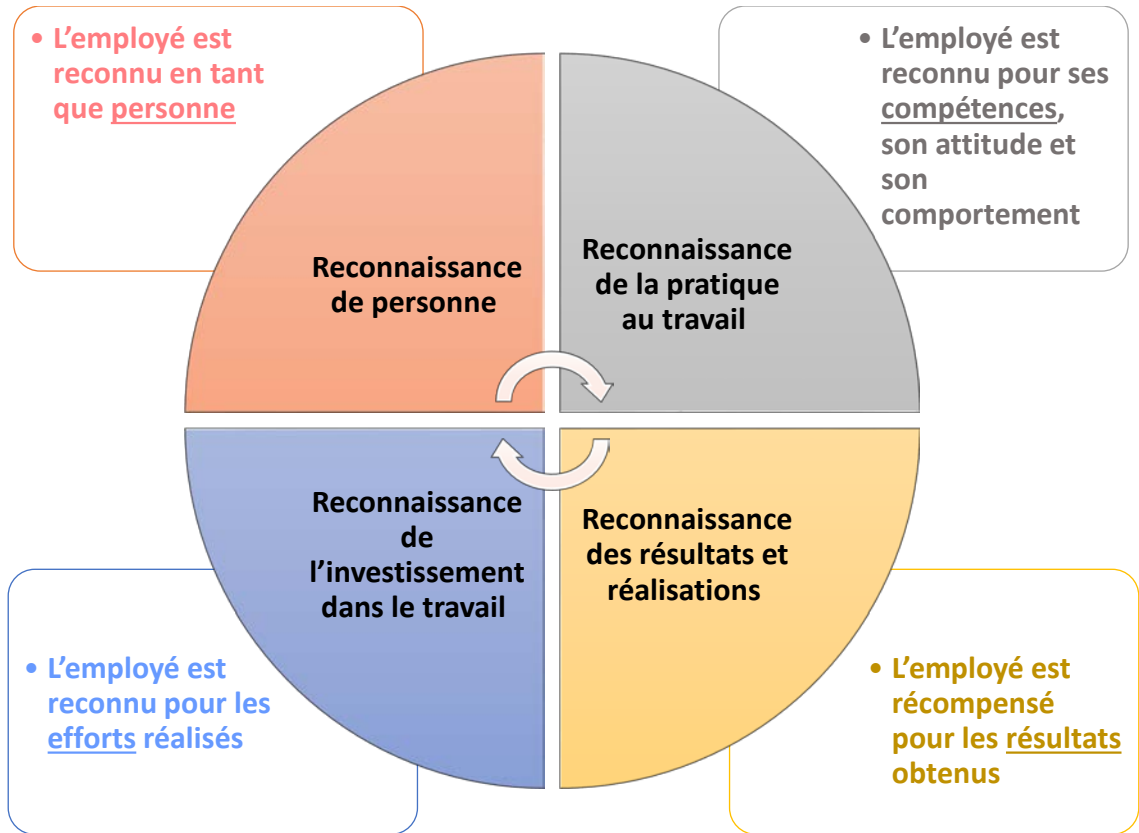 • L’employé est
reconnu en tant
que personne
• L’employé est
reconnu pour ses
compétences,
son attitude et
son
comportement
Reconnaissance
de personne
Reconnaissance
de la pratique
au travail
Reconnaissance
de
l’investissement
dans le travail
Reconnaissance
des résultats et
réalisations
• L’employé est
reconnu pour les
efforts réalisés
• L’employé est
récompensé
pour les résultats
obtenus